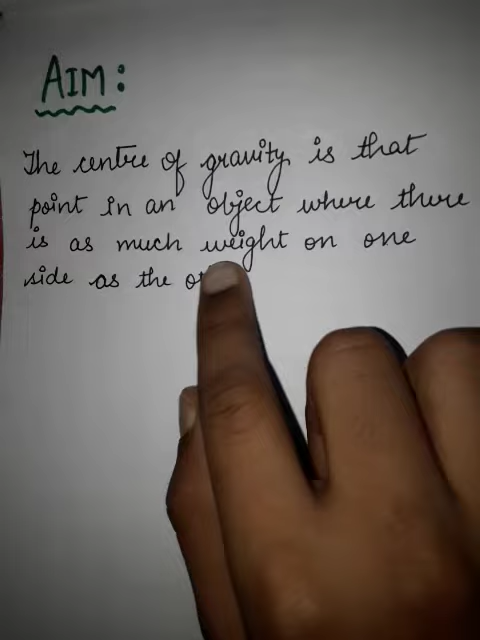 AIM:
The centre of gravity is that
point in an object where there
is as much weight on one
side as the